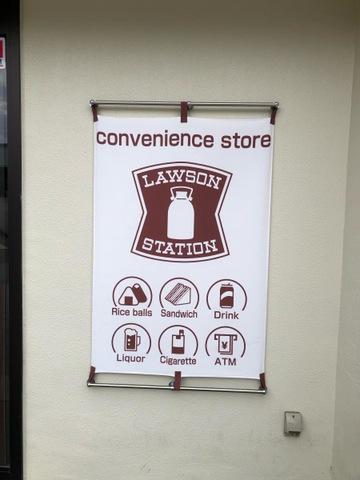 convenience store
LAWSON
STATION
Rice balls Sandwich Drink
Liquor Cigarette ATM